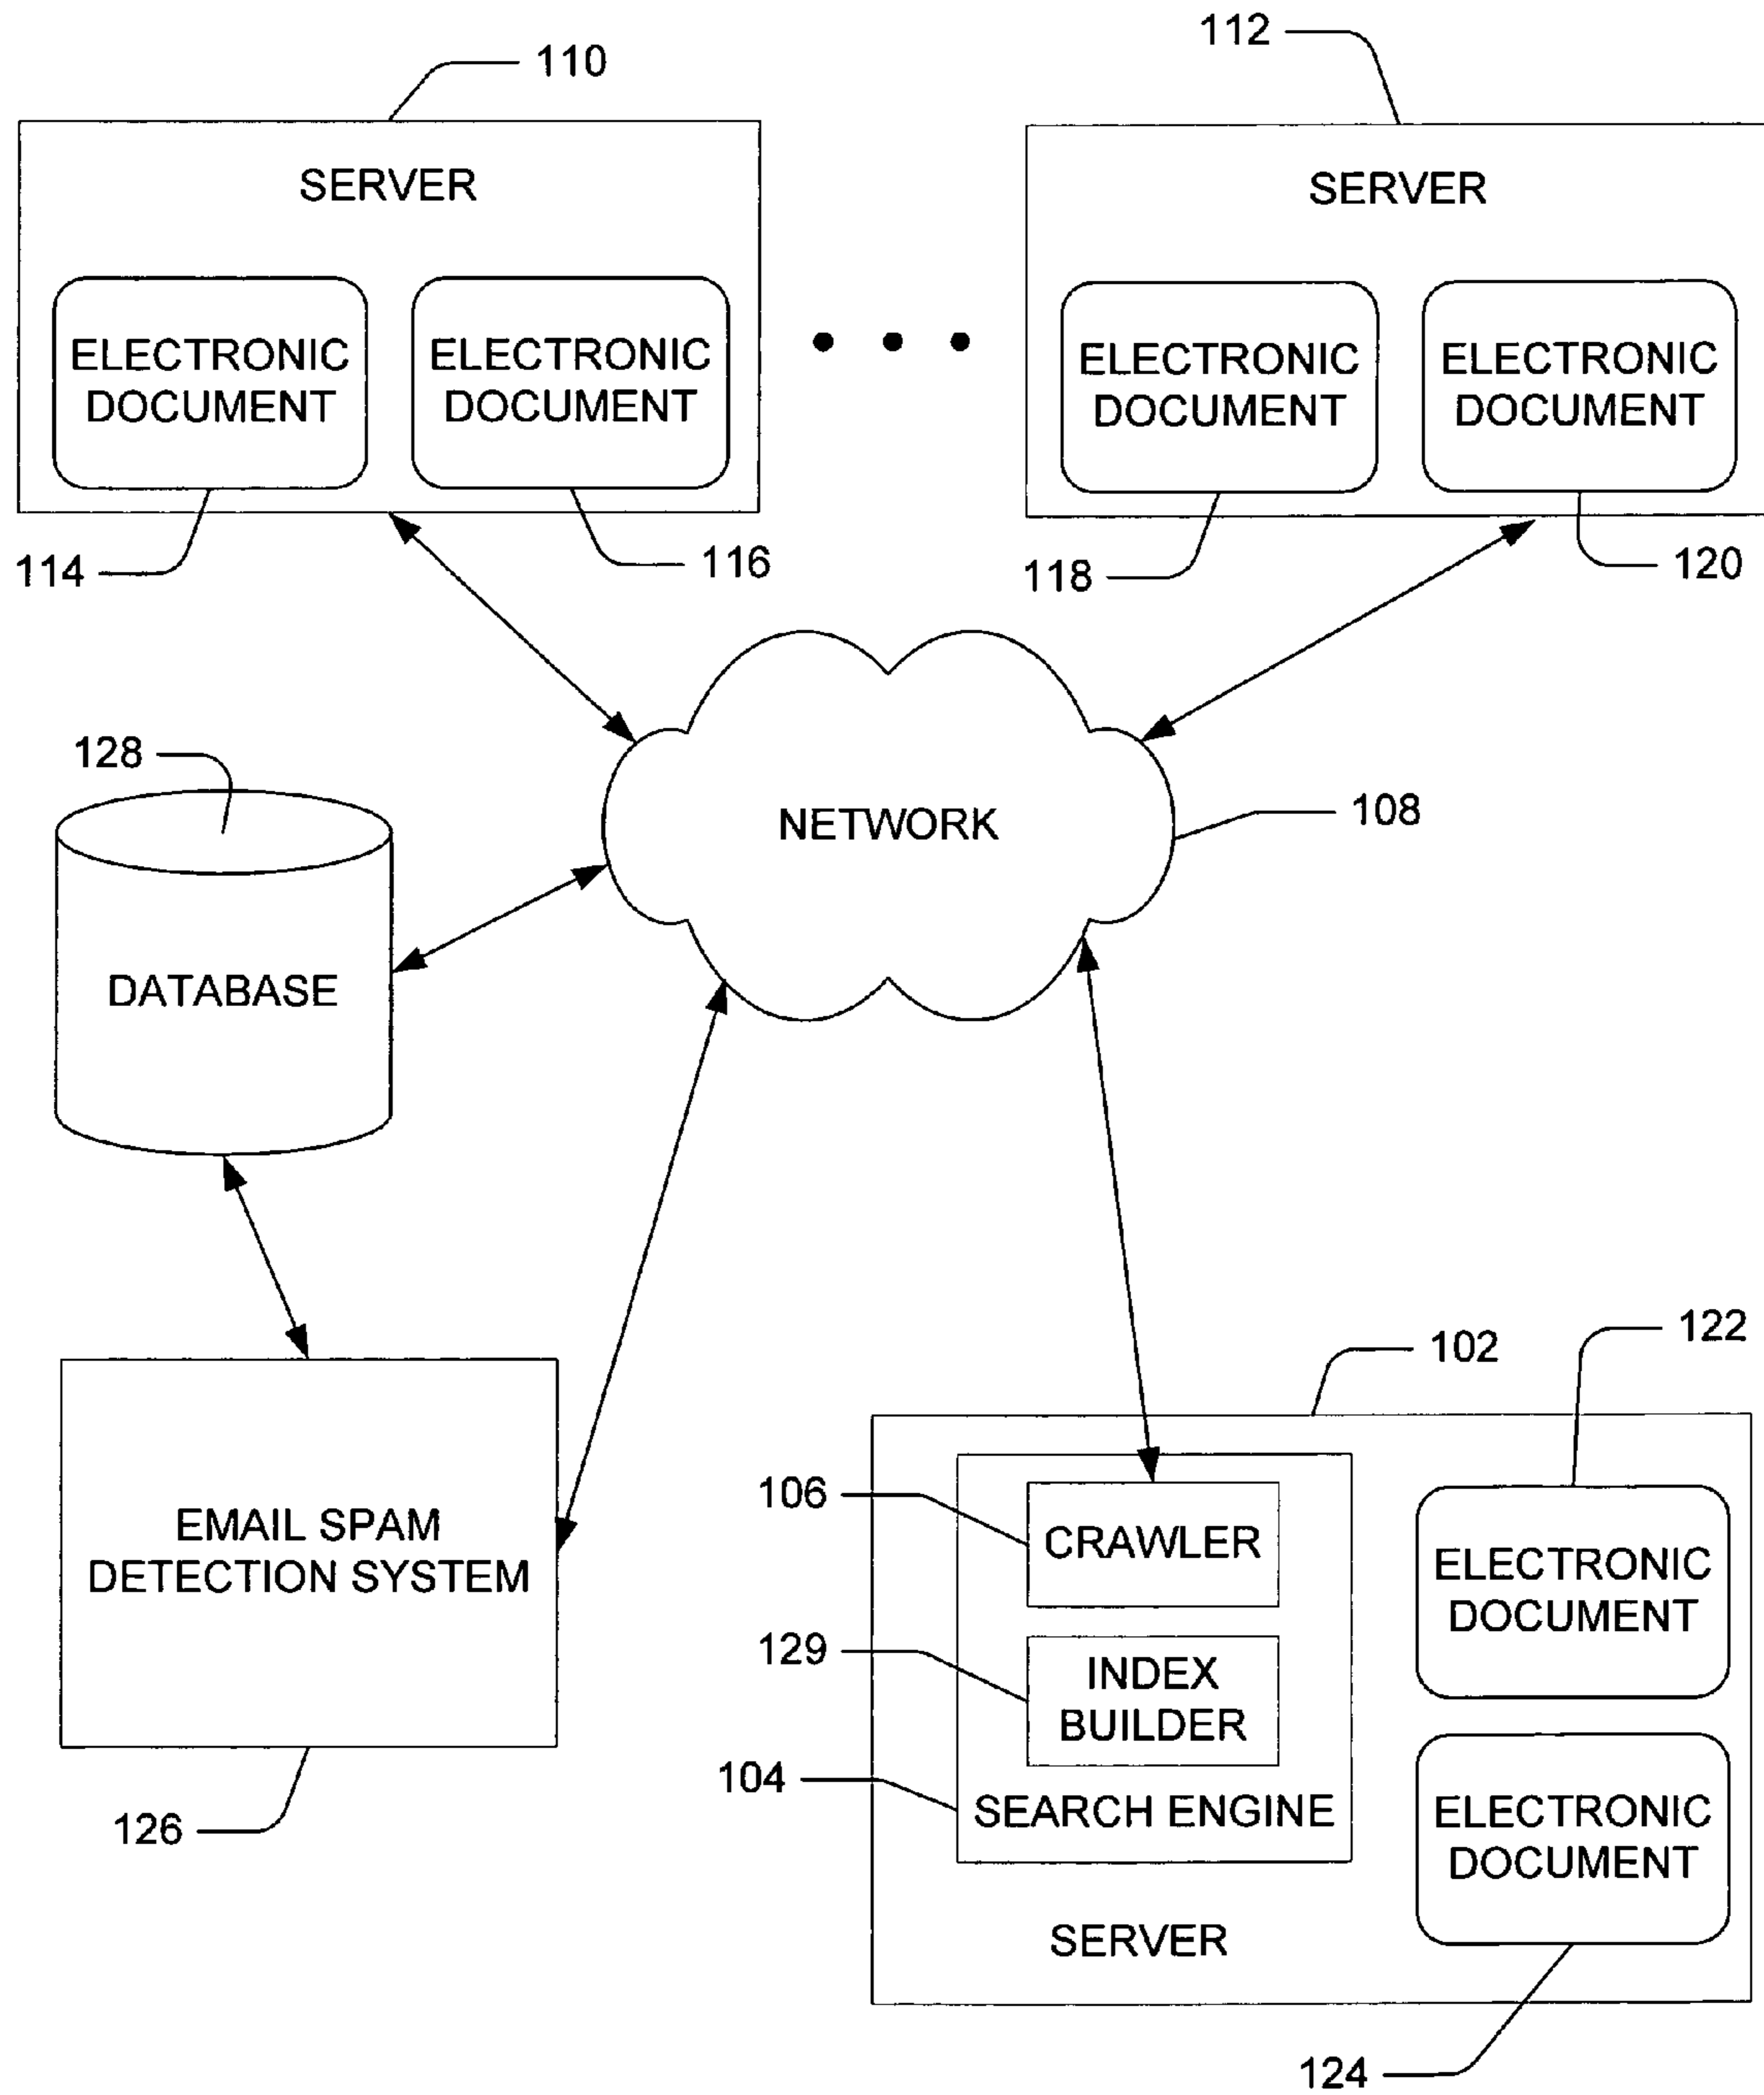 110
112
SERVER
SERVER
ELECTRONIC
DOCUMENT
ELECTRONIC
DOCUMENT
ELECTRONIC
DOCUMENT
ELECTRONIC
DOCUMENT
114
116
118
120
128
NETWORK
108
DATABASE
122
102
106
CRAWLER
ELECTRONIC
DOCUMENT
EMAIL SPAM
DETECTION SYSTEM
129
INDEX
BUILDER
104
SEARCH ENGINE
ELECTRONIC
DOCUMENT
126
SERVER
124